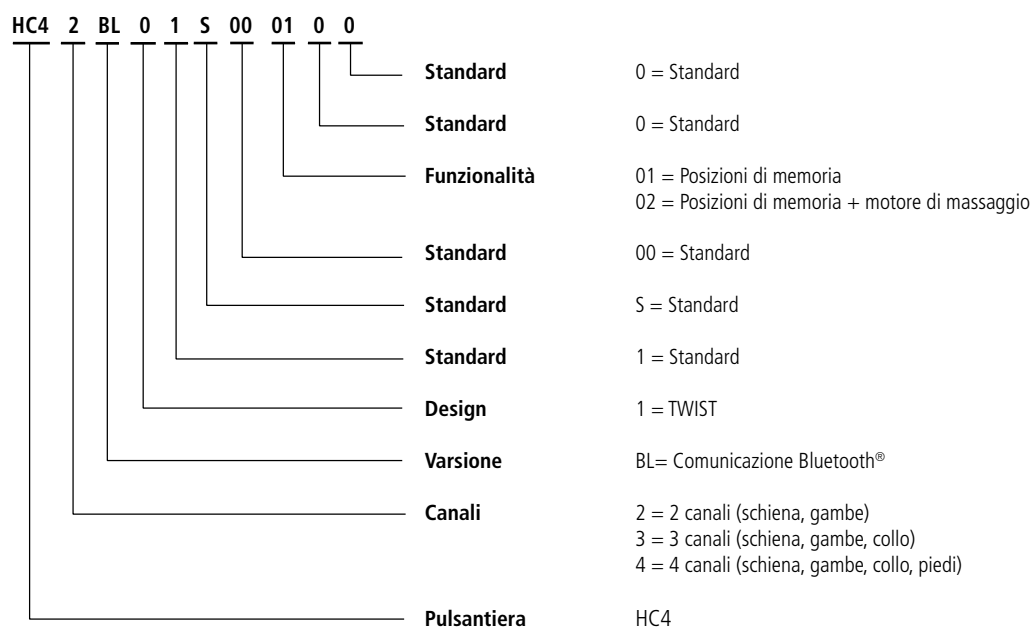 HC4 2 BL 0 1 S 00 01 0 0
Standard 0 = Standard
Standard 0 = Standard
Funzionalità 01 = Posizioni di memoria
02 = Posizioni di memoria + motore di massaggio
Standard 00 = Standard
Standard S = Standard
Standard 1 = Standard
Design 1 = TWIST
Varsione BL= Comunicazione Bluetooth®
Canali 2 = 2 canali (schiena, gambe)
3 = 3 canali (schiena, gambe, collo)
4 = 4 canali (schiena, gambe, collo, piedi)
Pulsantiera HC4